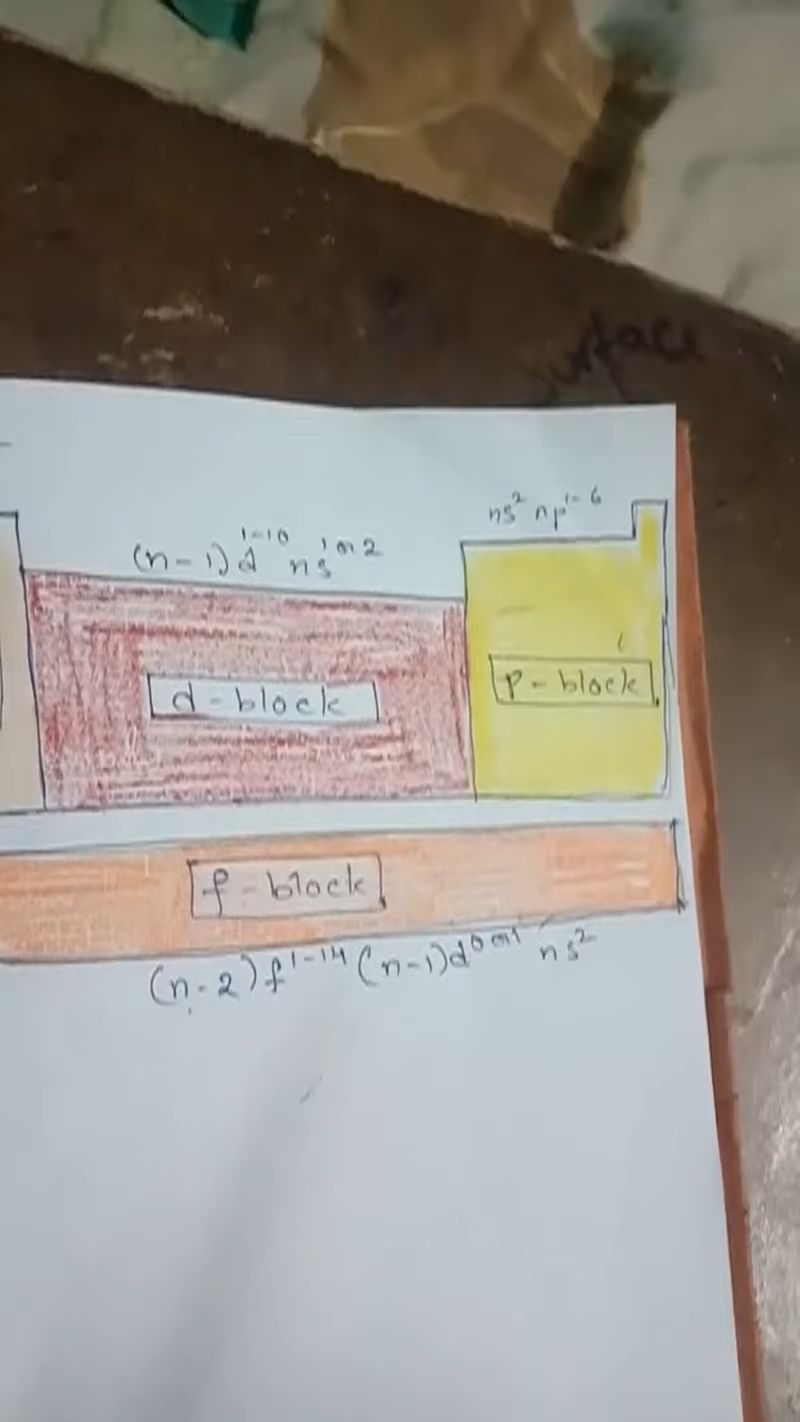 surface
ns² np¹⁻⁶
(n-1)d¹⁻¹⁰ ns¹ ᵒʳ ²
d-block
p-block
f-block
(n-2)f¹⁻¹⁴ (n-1)d⁰ ᵒʳ ¹ ns²